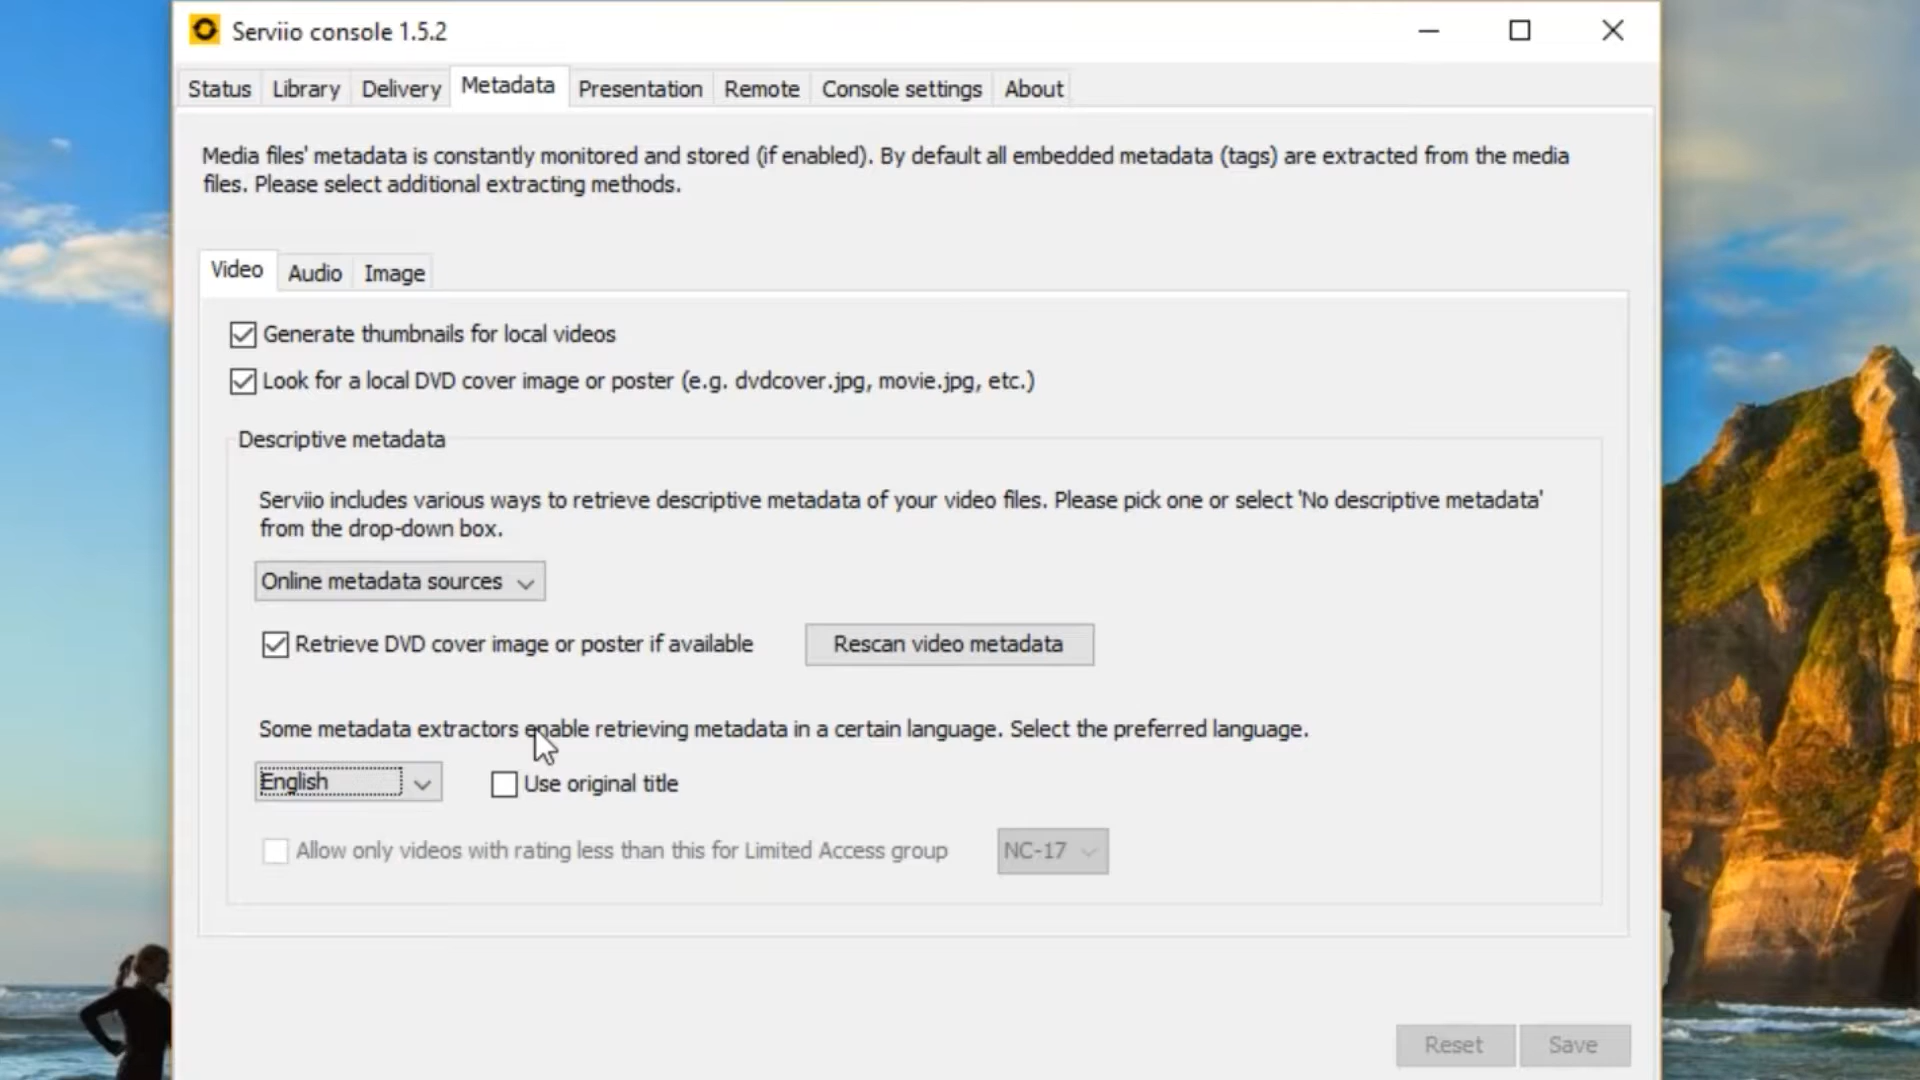 Serviio console 1.5.2
Status Library Delivery Metadata Presentation Remote Console settings About
Media files' metadata is constantly monitored and stored (if enabled). By default all embedded metadata (tags) are extracted from the media
files. Please select additional extracting methods.
Video Audio Image
Generate thumbnails for local videos
Look for a local DVD cover image or poster (e.g. dvdcover.jpg, movie.jpg, etc.)
Descriptive metadata
Serviio includes various ways to retrieve descriptive metadata of your video files. Please pick one or select 'No descriptive metadata'
from the drop-down box.
Online metadata sources
Retrieve DVD cover image or poster if available Rescan video metadata
Some metadata extractors enable retrieving metadata in a certain language. Select the preferred language.
English Use original title
Allow only videos with rating less than this for Limited Access group NC-17
Reset Save